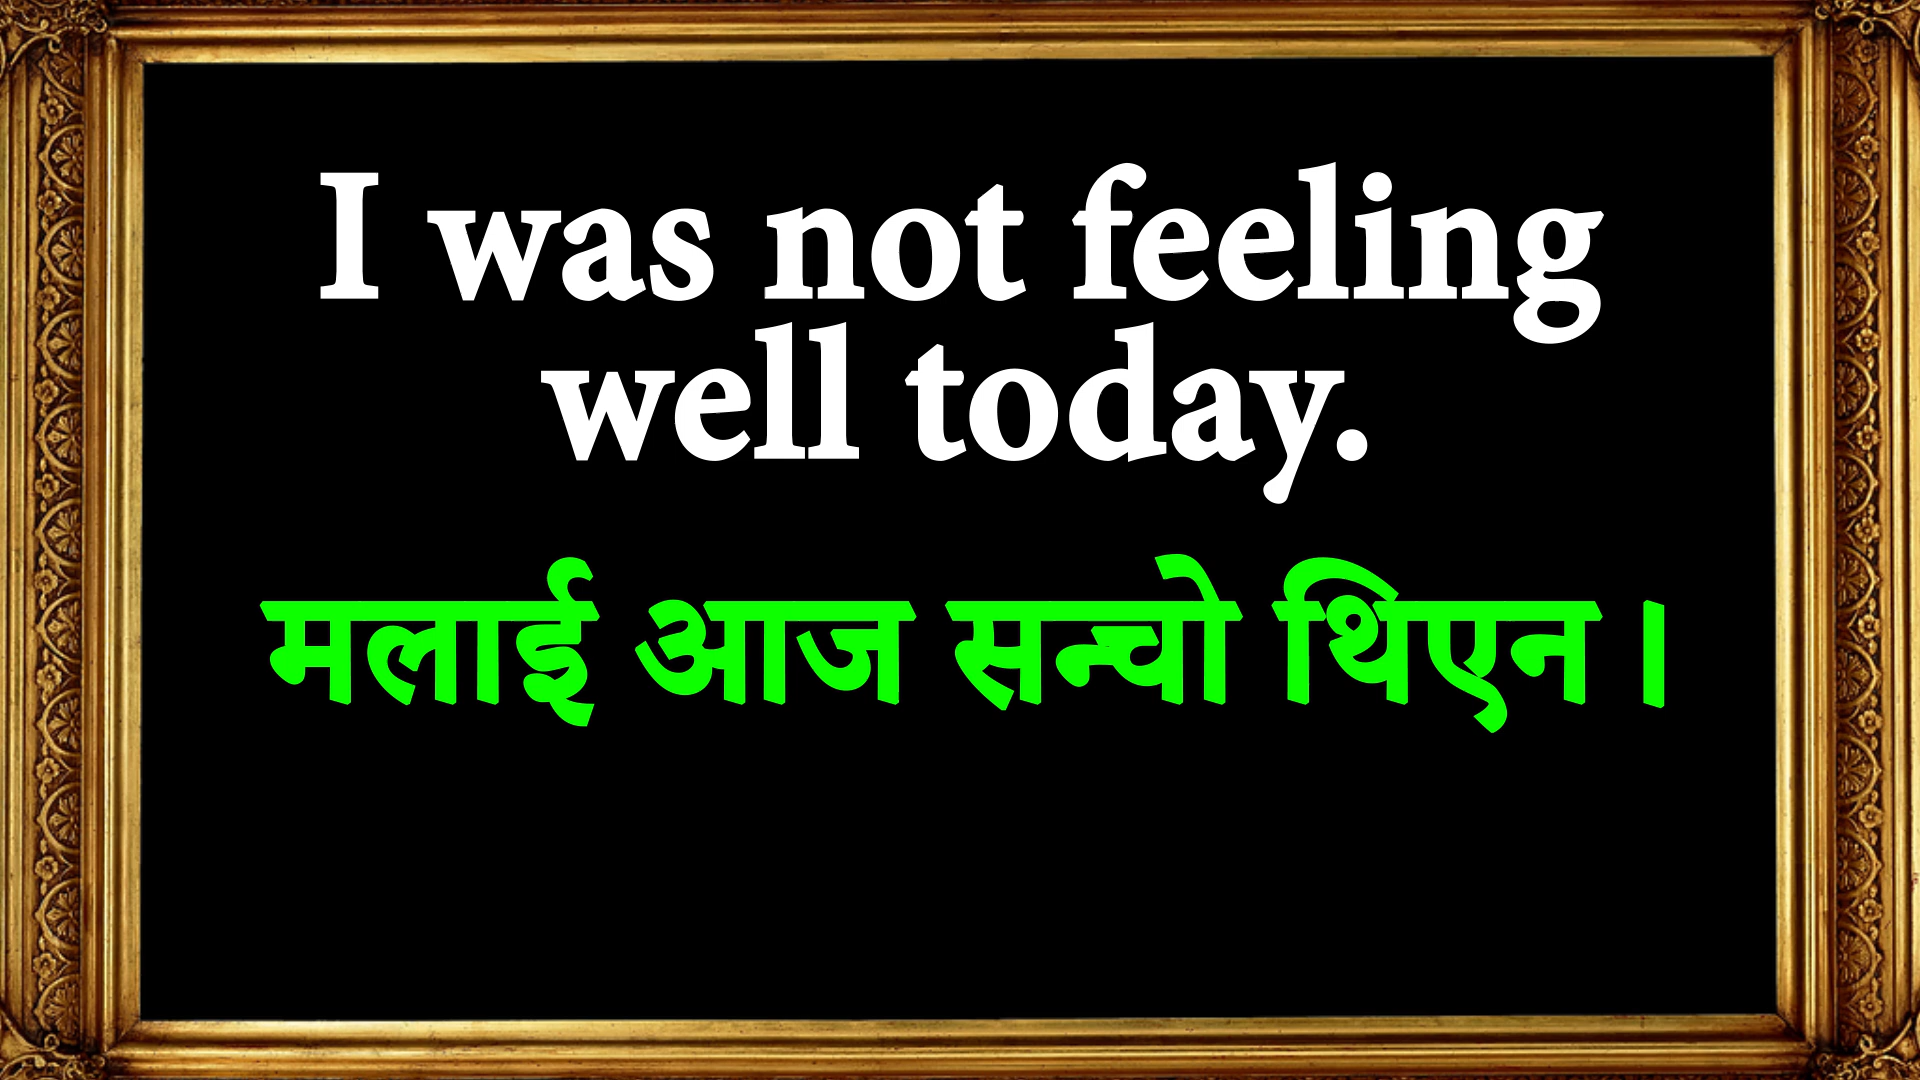 I was not feeling
well today.
मलाई आज सन्चो थिएन ।